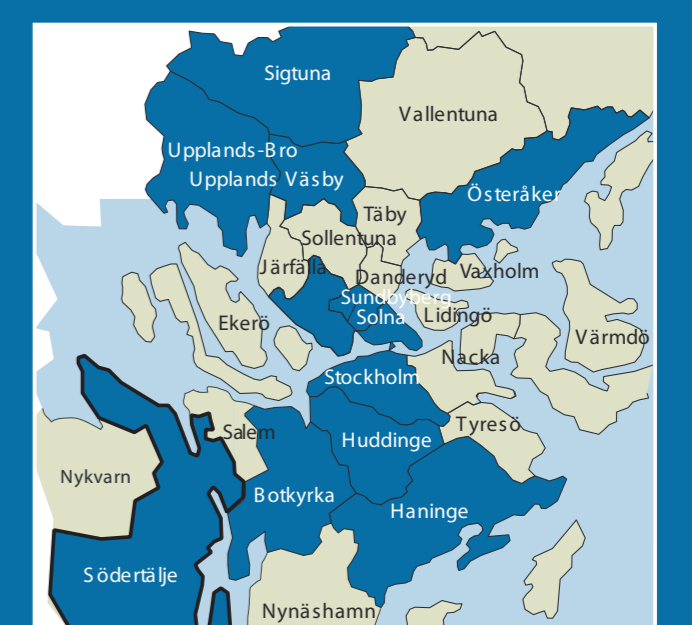 Sigtuna
Vallentuna
Upplands-Bro
Upplands Väsby
Österåker
Täby
Sollentuna
Järfälla
Danderyd
Vaxholm
Sundbyberg
Solna
Lidingö
Ekerö
Värmdö
Nacka
Stockholm
Salem
Huddinge
Tyresö
Nykvarn
Botkyrka
Haninge
Södertälje
Nynäshamn